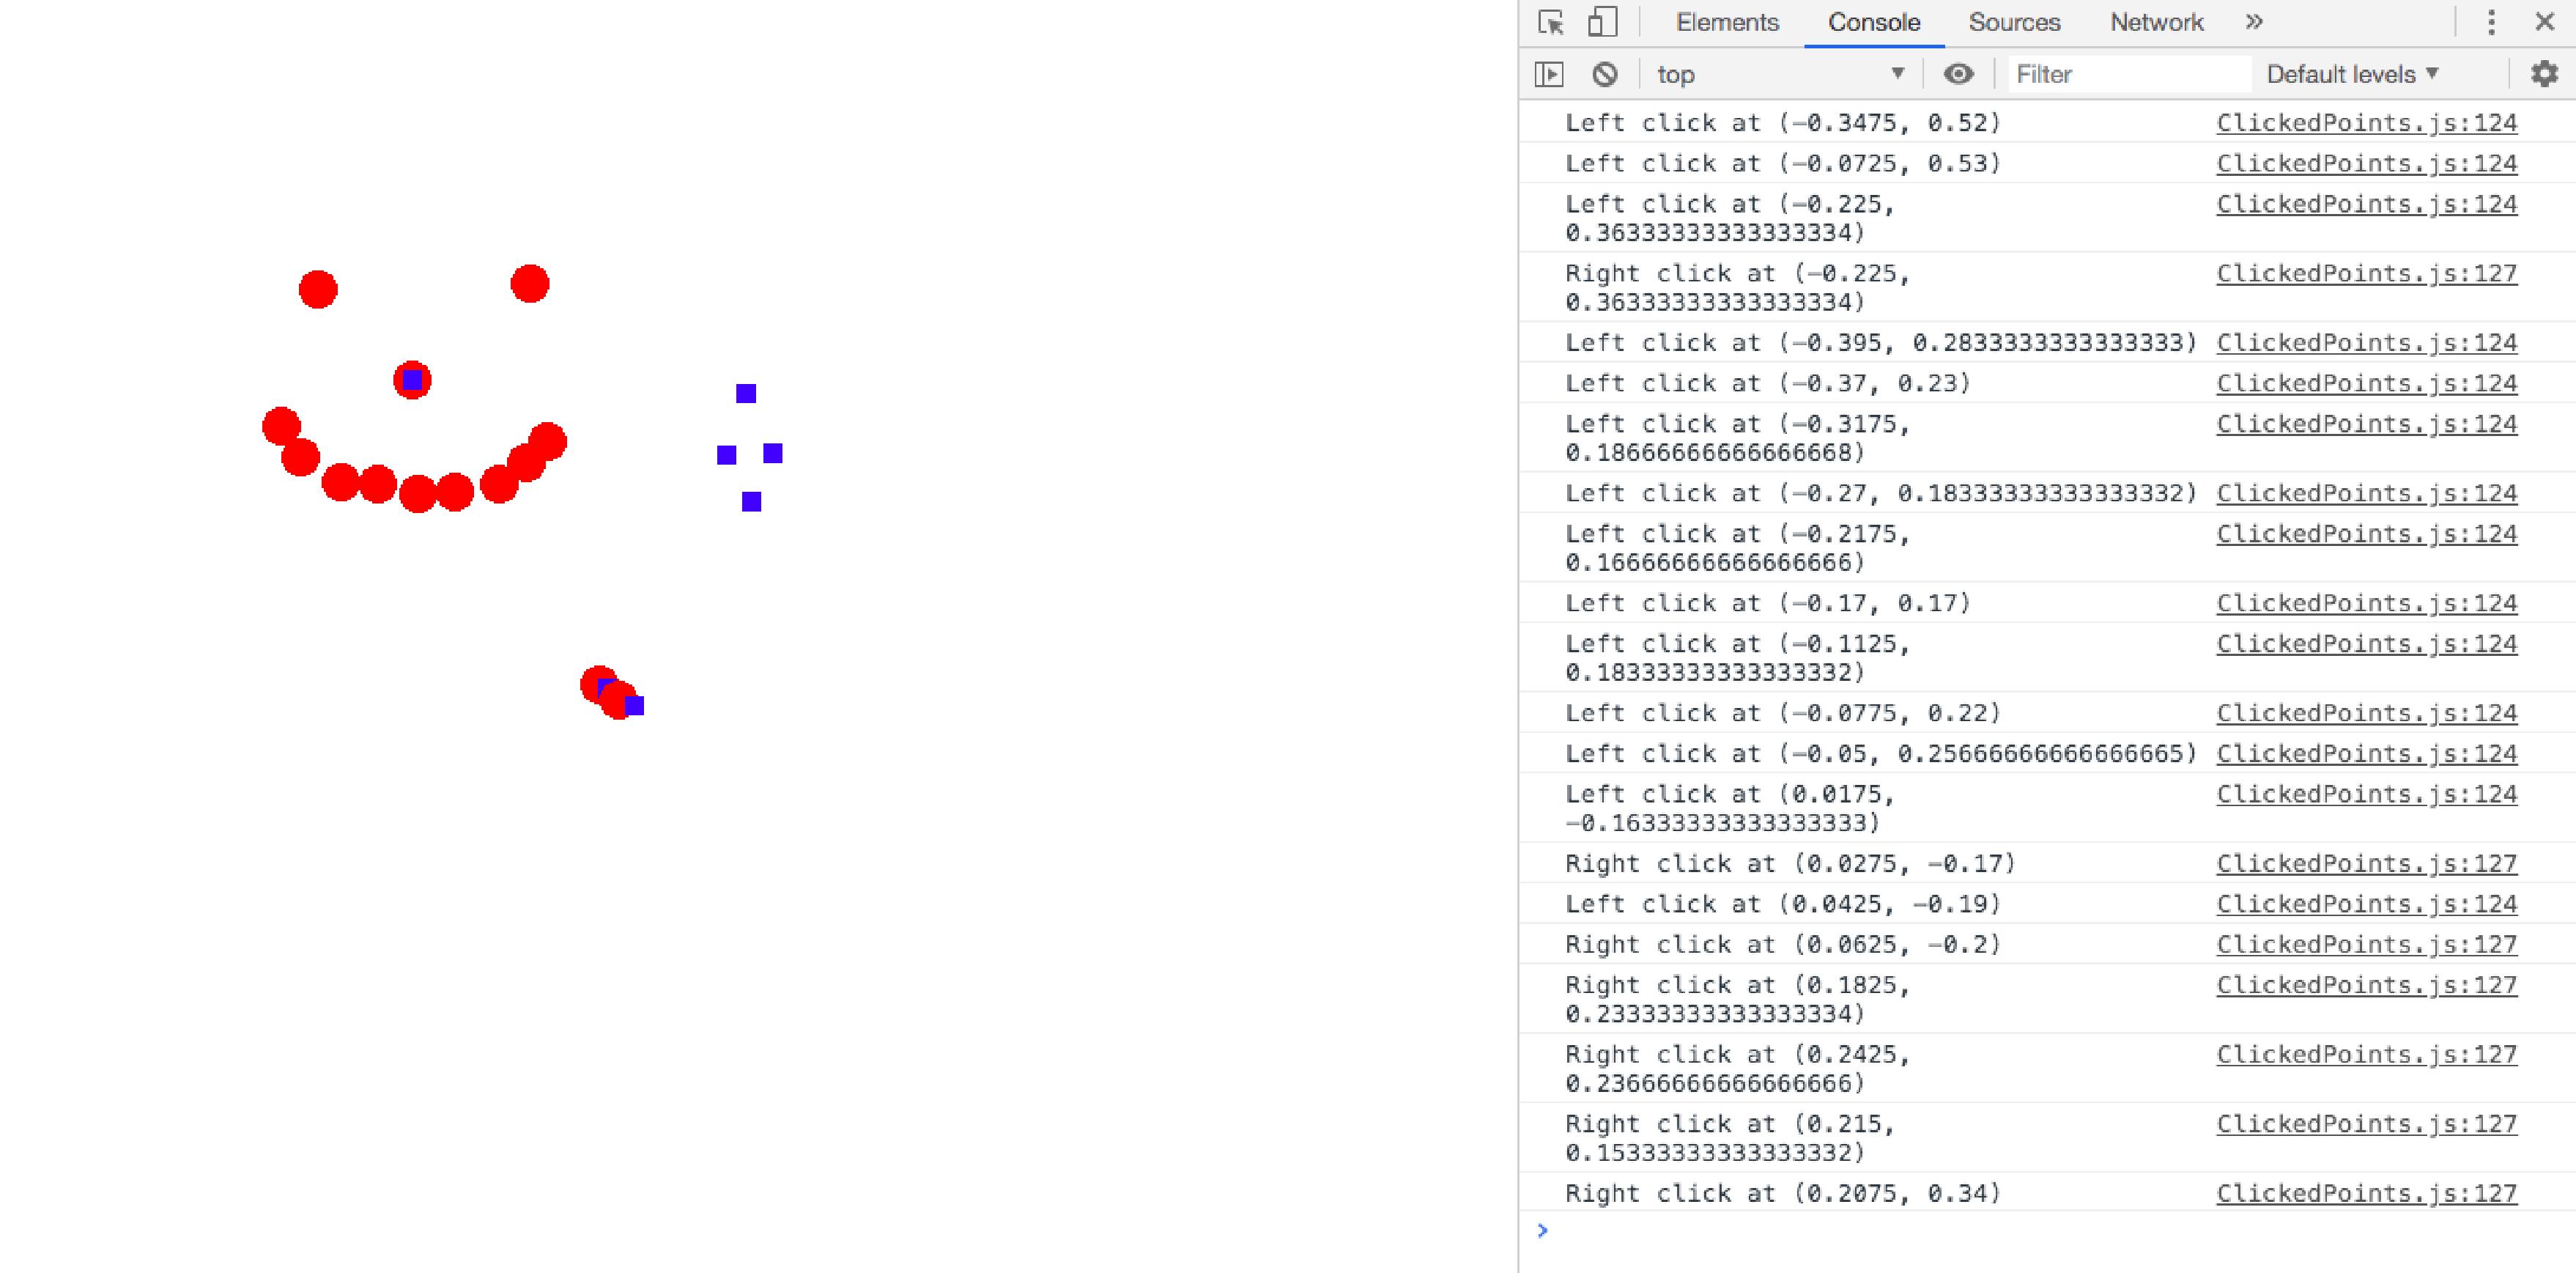 Elements Console Sources Network »
top Filter Default levels
Left click at (−0.3475, 0.52) ClickedPoints.js:124
Left click at (−0.0725, 0.53) ClickedPoints.js:124
Left click at (−0.225, ClickedPoints.js:124
0.36333333333333334)
Right click at (−0.225, ClickedPoints.js:127
0.36333333333333334)
Left click at (−0.395, 0.2833333333333333) ClickedPoints.js:124
Left click at (−0.37, 0.23) ClickedPoints.js:124
Left click at (−0.3175, ClickedPoints.js:124
0.18666666666666668)
Left click at (−0.27, 0.18333333333333332) ClickedPoints.js:124
Left click at (−0.2175, ClickedPoints.js:124
0.16666666666666666)
Left click at (−0.17, 0.17) ClickedPoints.js:124
Left click at (−0.1125, ClickedPoints.js:124
0.18333333333333332)
Left click at (−0.0775, 0.22) ClickedPoints.js:124
Left click at (−0.05, 0.25666666666666665) ClickedPoints.js:124
Left click at (0.0175, ClickedPoints.js:124
−0.16333333333333333)
Right click at (0.0275, −0.17) ClickedPoints.js:127
Left click at (0.0425, −0.19) ClickedPoints.js:124
Right click at (0.0625, −0.2) ClickedPoints.js:127
Right click at (0.1825, ClickedPoints.js:127
0.23333333333333334)
Right click at (0.2425, ClickedPoints.js:127
0.23666666666666666)
Right click at (0.215, ClickedPoints.js:127
0.15333333333333332)
Right click at (0.2075, 0.34) ClickedPoints.js:127